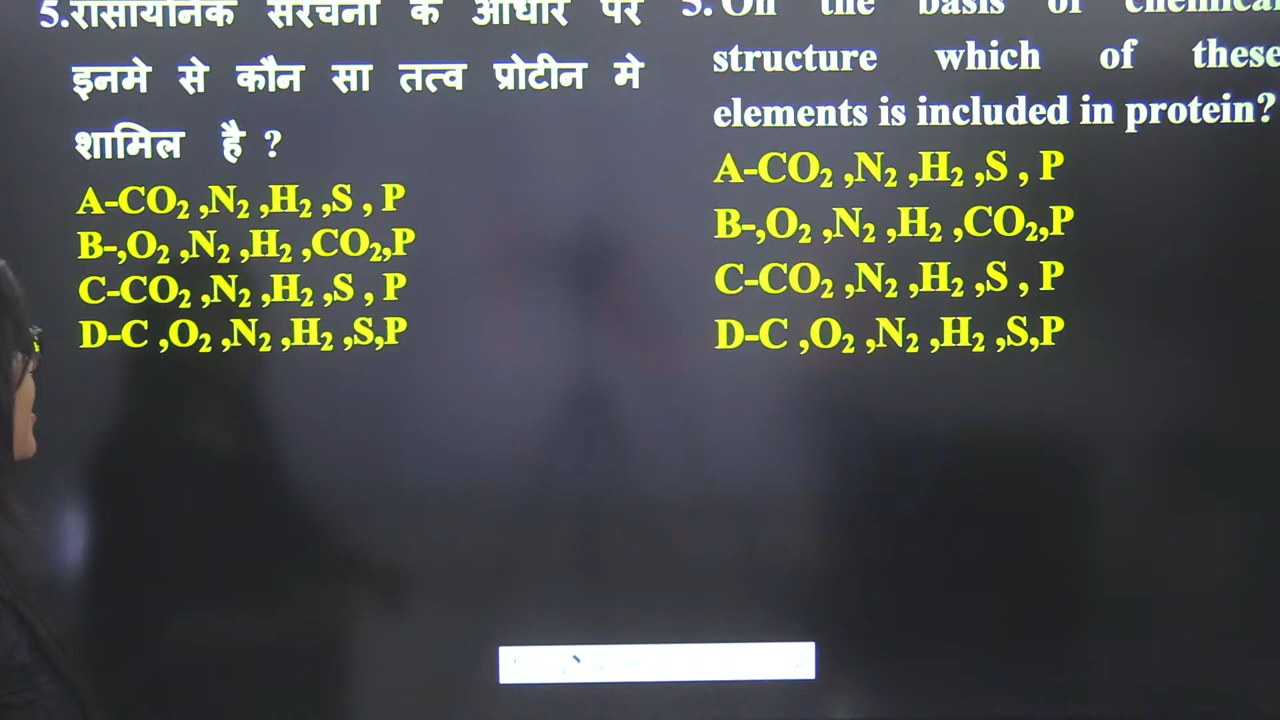 5.रासायनिक संरचना के आधार पर
इनमे से कौन सा तत्व प्रोटीन मे
शामिल है ?
A-CO₂ ,N₂ ,H₂ ,S , P
B-,O₂ ,N₂ ,H₂ ,CO₂,P
C-CO₂ ,N₂ ,H₂ ,S , P
D-C ,O₂ ,N₂ ,H₂ ,S,P
5. On the basis of chemical
structure which of these
elements is included in protein?
A-CO₂ ,N₂ ,H₂ ,S , P
B-,O₂ ,N₂ ,H₂ ,CO₂,P
C-CO₂ ,N₂ ,H₂ ,S , P
D-C ,O₂ ,N₂ ,H₂ ,S,P